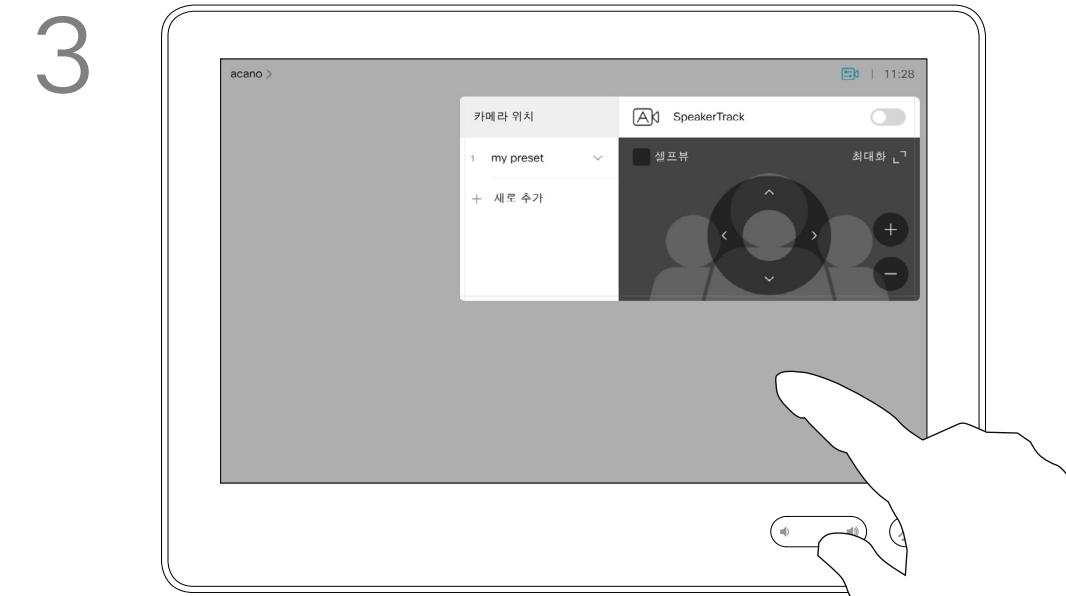 3
acano >
11:28
카메라 위치
SpeakerTrack
1 my preset
셀프뷰
최대화
+ 새로 추가